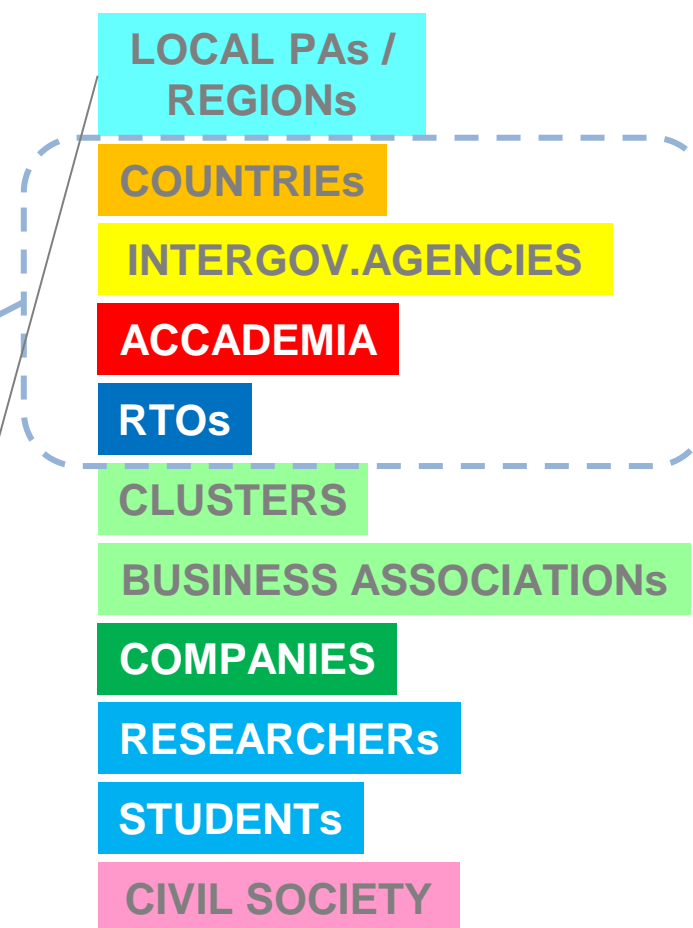 LOCAL PAs /
REGIONs
COUNTRIEs
INTERGOV.AGENCIES
ACCADEMIA
RTOs
CLUSTERS
BUSINESS ASSOCIATIONs
COMPANIES
RESEARCHERs
STUDENTs
CIVIL SOCIETY